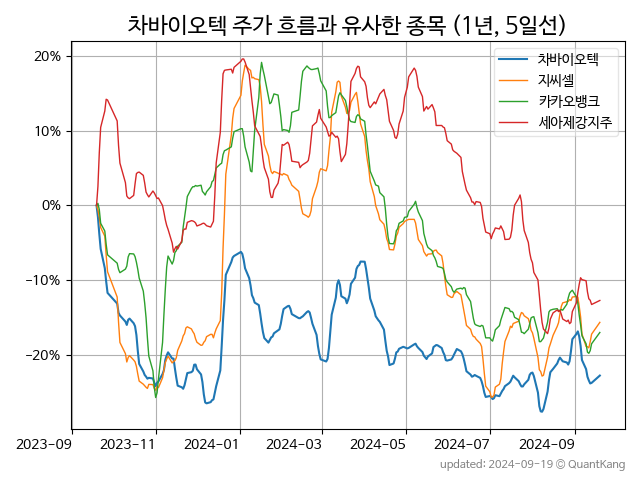 차바이오텍 주가 흐름과 유사한 종목 (1년, 5일선)
차바이오텍
지씨셀
카카오뱅크
세아제강지주
20%
10%
0%
−10%
−20%
2023-09
2023-11
2024-01
2024-03
2024-05
2024-07
2024-09
updated: 2024-09-19 © QuantKang